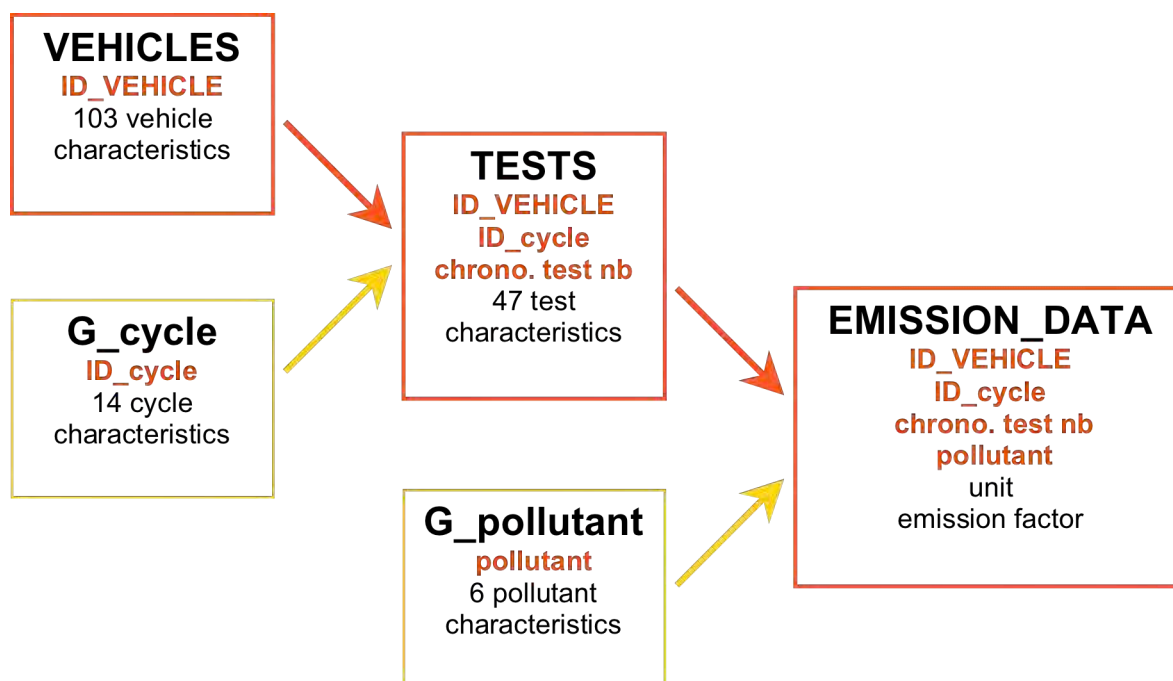 VEHICLES
ID_VEHICLE
103 vehicle
characteristics
G_cycle
ID_cycle
14 cycle
characteristics
TESTS
ID_VEHICLE
ID_cycle
chrono. test nb
47 test
characteristics
G_pollutant
pollutant
6 pollutant
characteristics
EMISSION_DATA
ID_VEHICLE
ID_cycle
chrono. test nb
pollutant
unit
emission factor